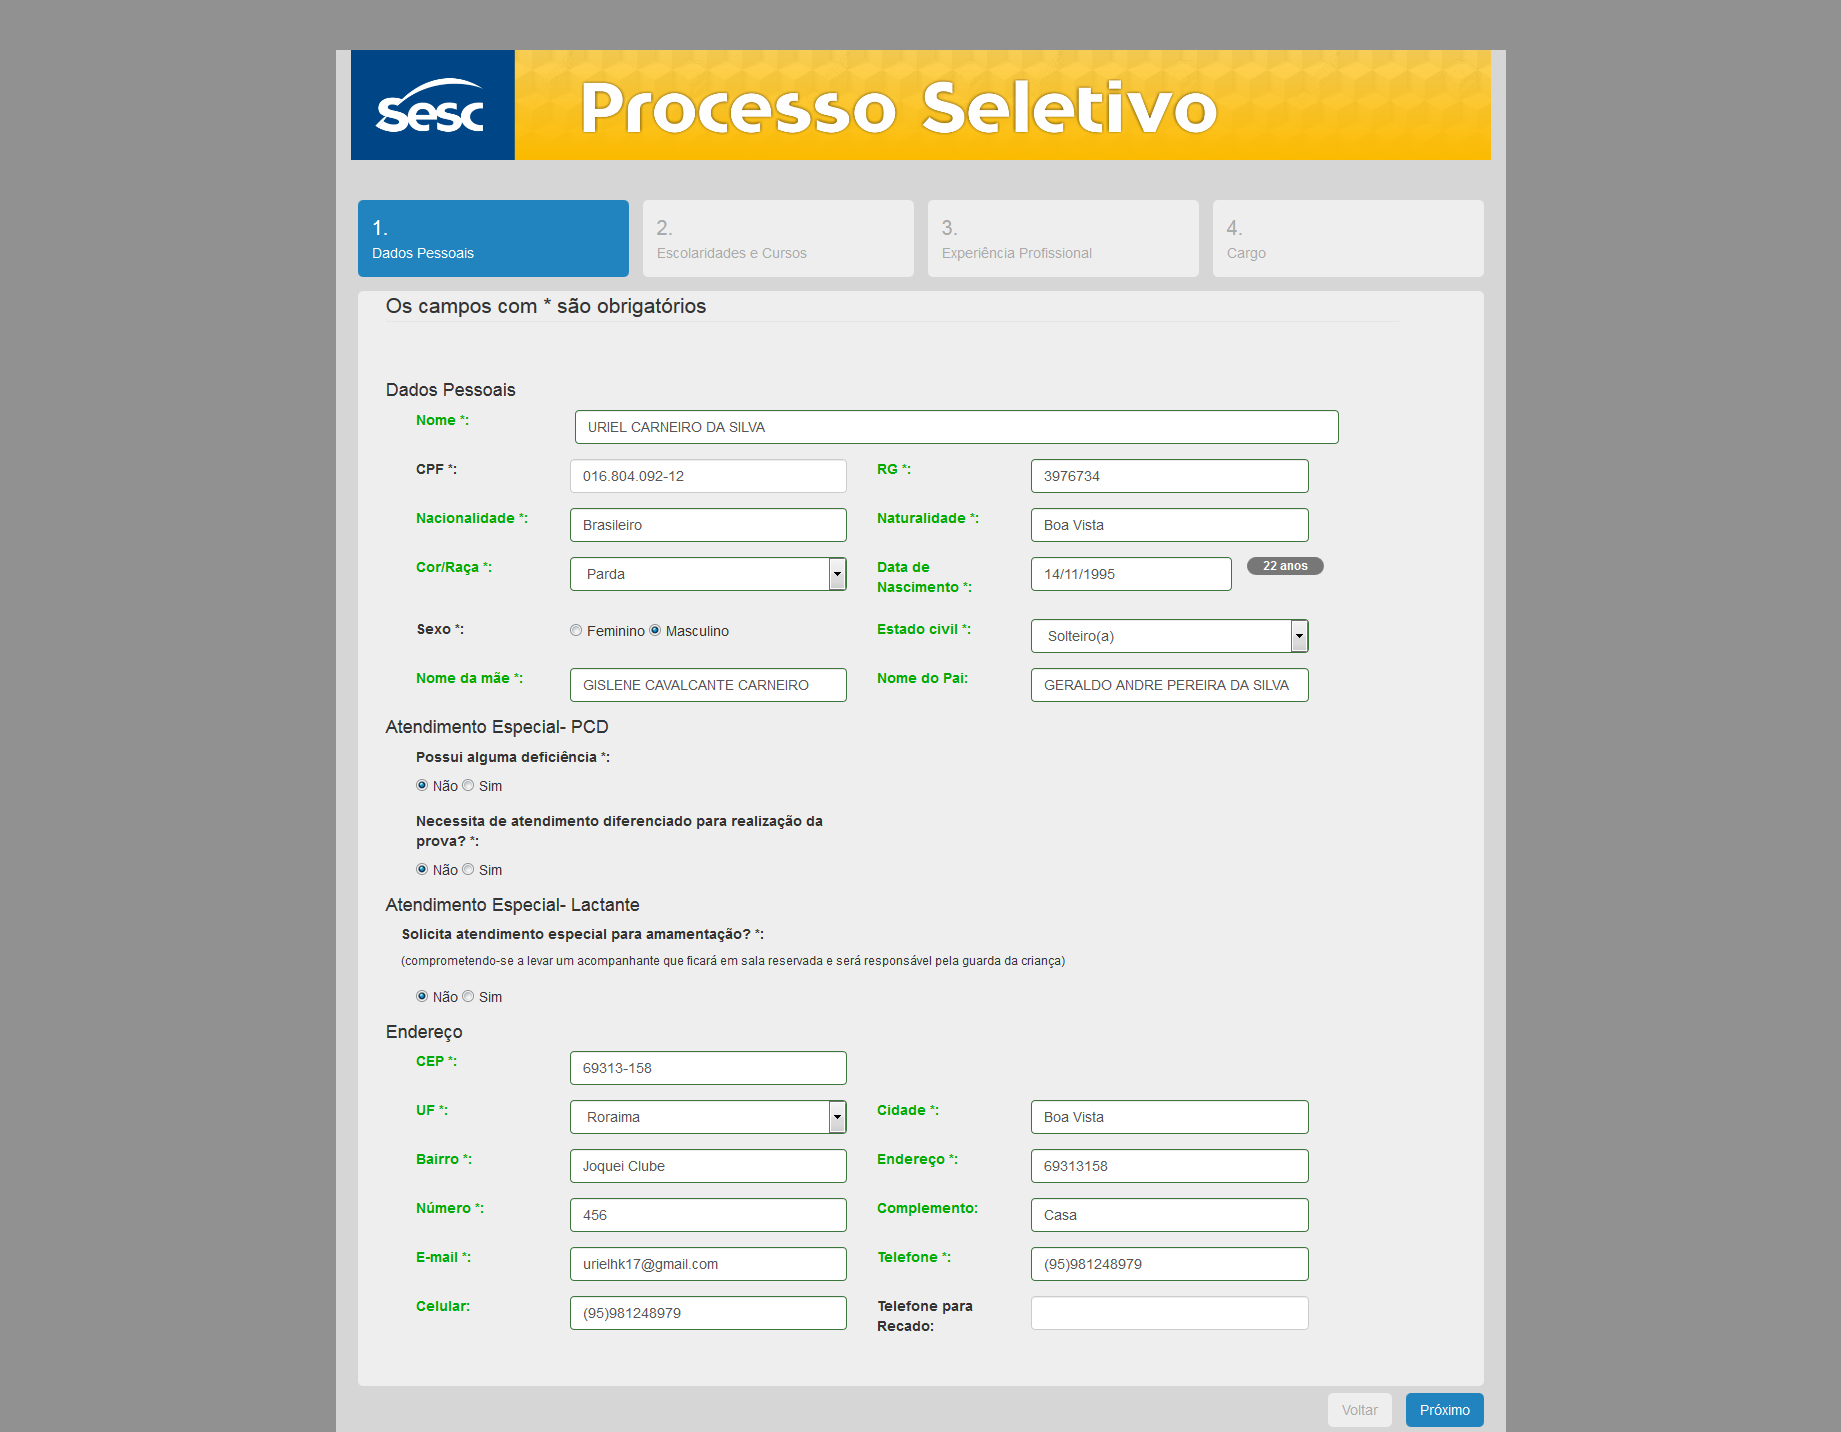 Sesc
Processo Seletivo
1.
Dados Pessoais
2.
Escolaridades e Cursos
3.
Experiência Profissional
4.
Cargo
Os campos com * são obrigatórios
Dados Pessoais
Nome *: URIEL CARNEIRO DA SILVA
CPF *: 016.804.092-12 RG *: 3976734
Nacionalidade *: Brasileiro Naturalidade *: Boa Vista
Cor/Raça *: Parda Data de 14/11/1995 22 anos
Nascimento *:
Sexo *: Feminino Masculino Estado civil *: Solteiro(a)
Nome da mãe *: GISLENE CAVALCANTE CARNEIRO Nome do Pai: GERALDO ANDRE PEREIRA DA SILVA
Atendimento Especial- PCD
Possui alguma deficiência *:
Não Sim
Necessita de atendimento diferenciado para realização da
prova? *:
Não Sim
Atendimento Especial- Lactante
Solicita atendimento especial para amamentação? *:
(comprometendo-se a levar um acompanhante que ficará em sala reservada e será responsável pela guarda da criança)
Não Sim
Endereço
CEP *: 69313-158
UF *: Roraima Cidade *: Boa Vista
Bairro *: Joquei Clube Endereço *: 69313158
Número *: 456 Complemento: Casa
E-mail *: urielhk17@gmail.com Telefone *: (95)981248979
Celular: (95)981248979 Telefone para
Recado:
Voltar Próximo